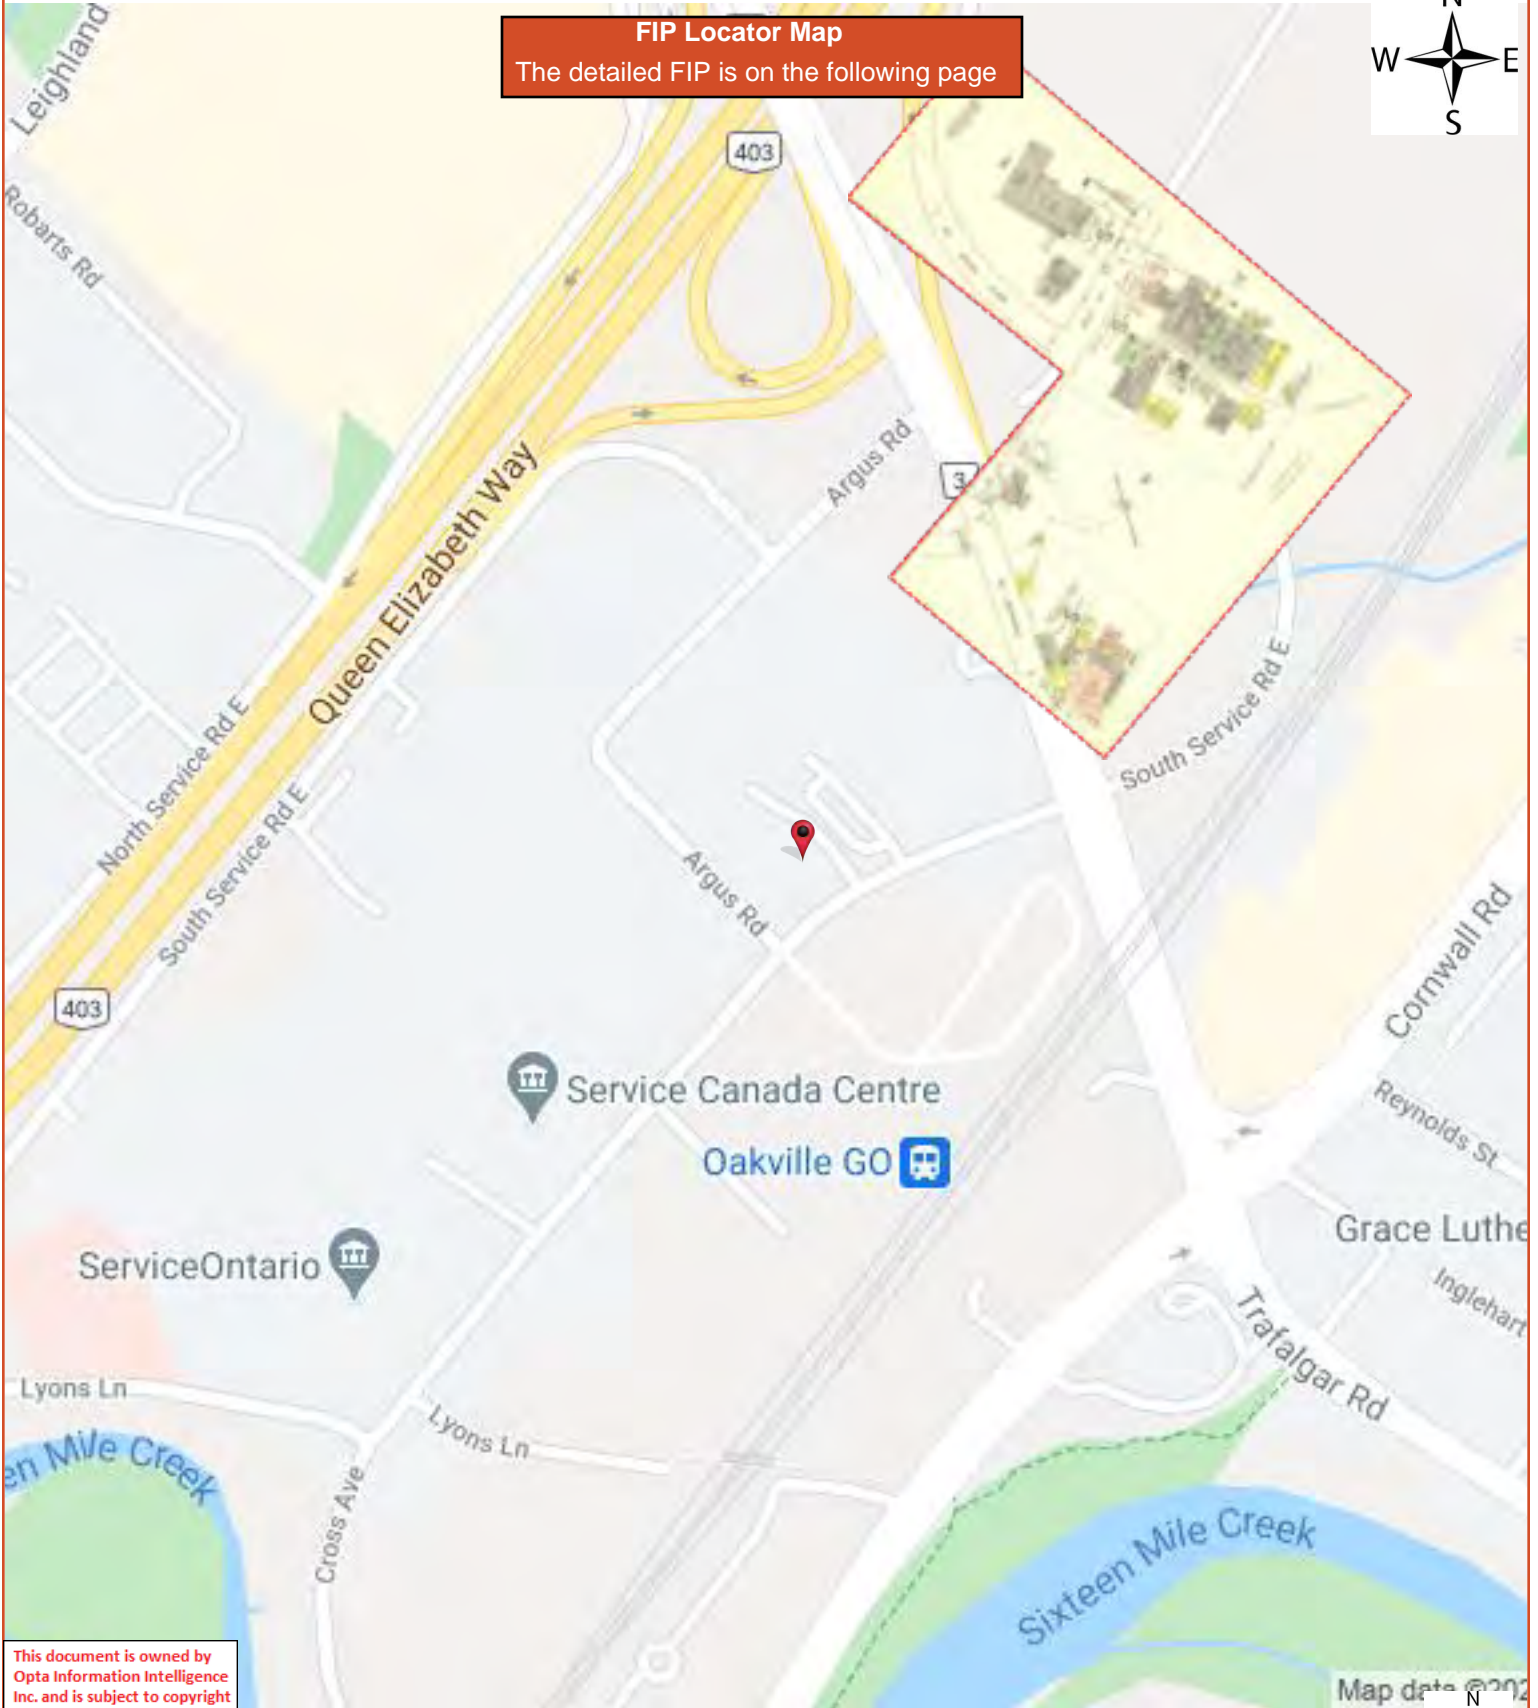 FIP Locator Map
The detailed FIP is on the following page
N
W E
S
Leighland
403
Robarts Rd
Argus Rd
3
Queen Elizabeth Way
North Service Rd E
South Service Rd E
South Service Rd E
Argus Rd
Cornwall Rd
403
Service Canada Centre
Reynolds St
Oakville GO
Grace Luthe
ServiceOntario
Inglehart
Trafalgar Rd
Lyons Ln
Lyons Ln
en Mile Creek
Cross Ave
Sixteen Mile Creek
This document is owned by
Opta Information Intelligence
Inc. and is subject to copyright
Map data ©202
N